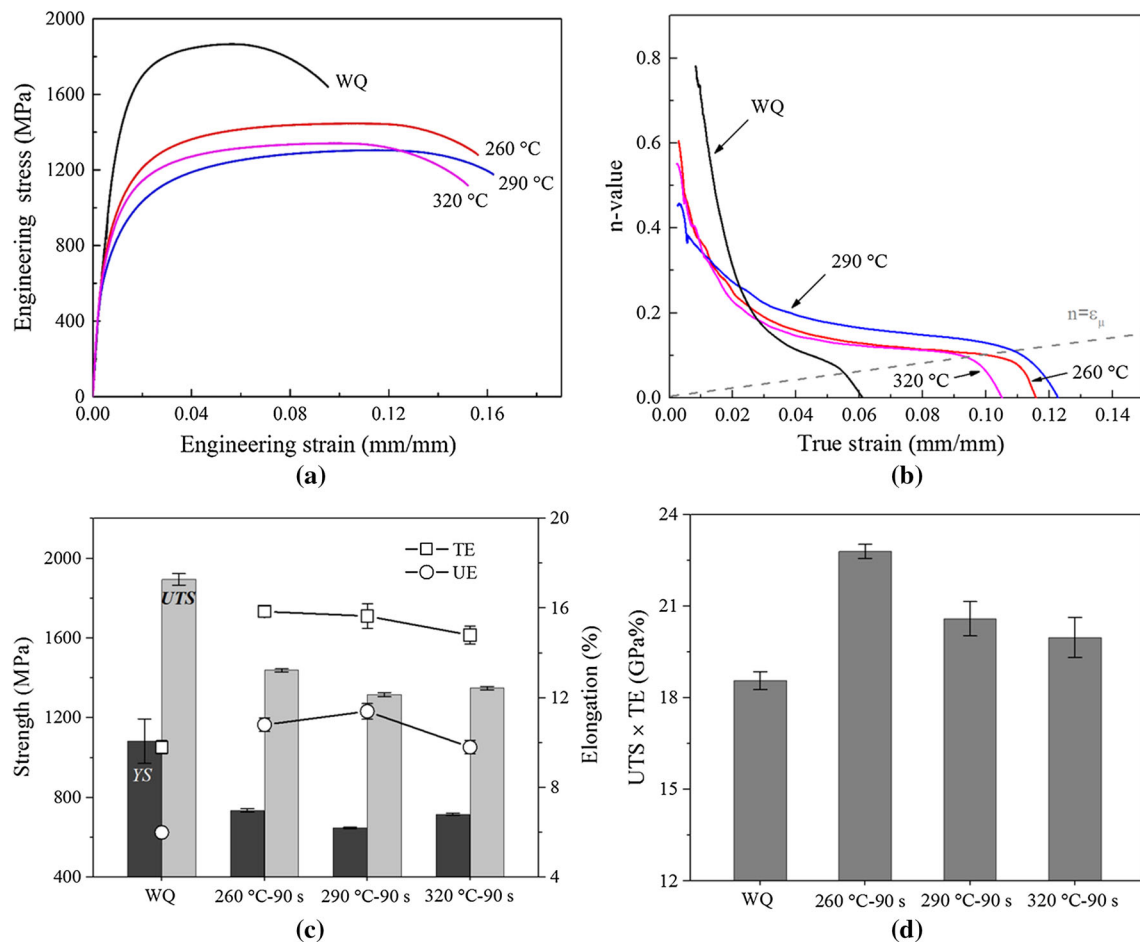 2000
1600
1200
800
400
0
Engineering stress (MPa)
WQ
260 °C
290 °C
320 °C
0.00 0.04 0.08 0.12 0.16
Engineering strain (mm/mm)
(a)
0.8
0.6
0.4
0.2
0.0
n-value
WQ
290 °C
n=εμ
320 °C
260 °C
0.00 0.02 0.04 0.06 0.08 0.10 0.12 0.14
True strain (mm/mm)
(b)
2000
1600
1200
800
400
Strength (MPa)
UTS
YS
TE
UE
20
16
12
8
4
Elongation (%)
WQ 260 °C-90 s 290 °C-90 s 320 °C-90 s
(c)
24
21
18
15
12
UTS × TE (GPa%)
WQ 260 °C-90 s 290 °C-90 s 320 °C-90 s
(d)